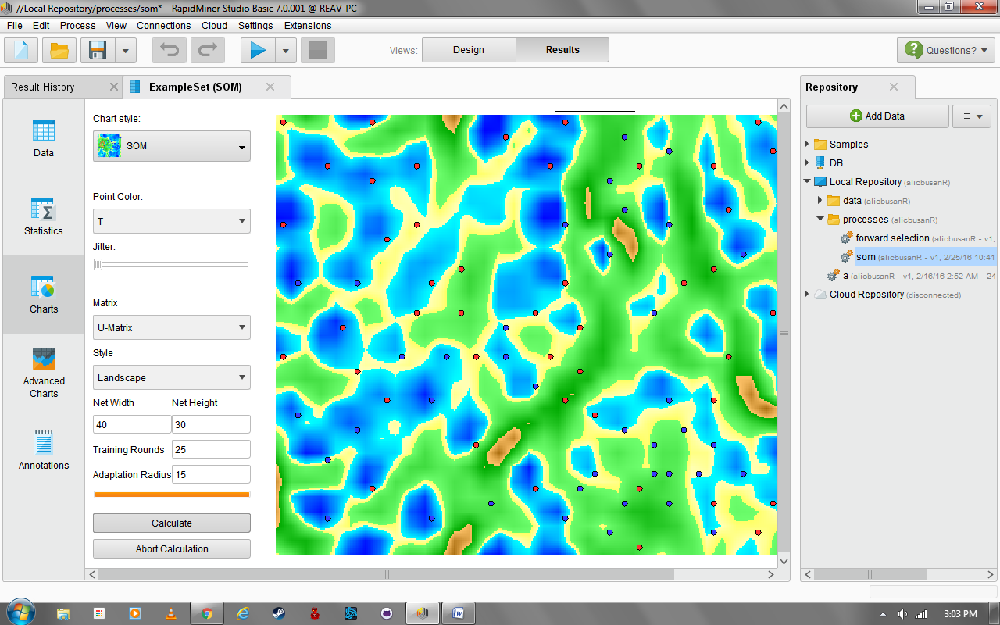 //Local Repository/processes/som* – RapidMiner Studio Basic 7.0.001 @ REAV-PC
File Edit Process View Connections Cloud Settings Extensions
Views: Design Results Questions?
Result History ExampleSet (SOM) Repository
Chart style:
SOM
Add Data
Data
Samples
DB
Local Repository (alicbusanR)
Point Color:
data (alicbusanR)
T
processes (alicbusanR)
Statistics
forward selection (alicbusanR - v1,
Jitter:
som (alicbusanR - v1, 2/25/16 10:41
a (alicbusanR - v1, 2/16/16 2:52 AM - 24
Cloud Repository (disconnected)
Matrix
Charts
U-Matrix
Style
Landscape
Advanced
Charts
Net Width Net Height
40 30
Training Rounds 25
Annotations
Adaptation Radius 15
Calculate
Abort Calculation
3:03 PM